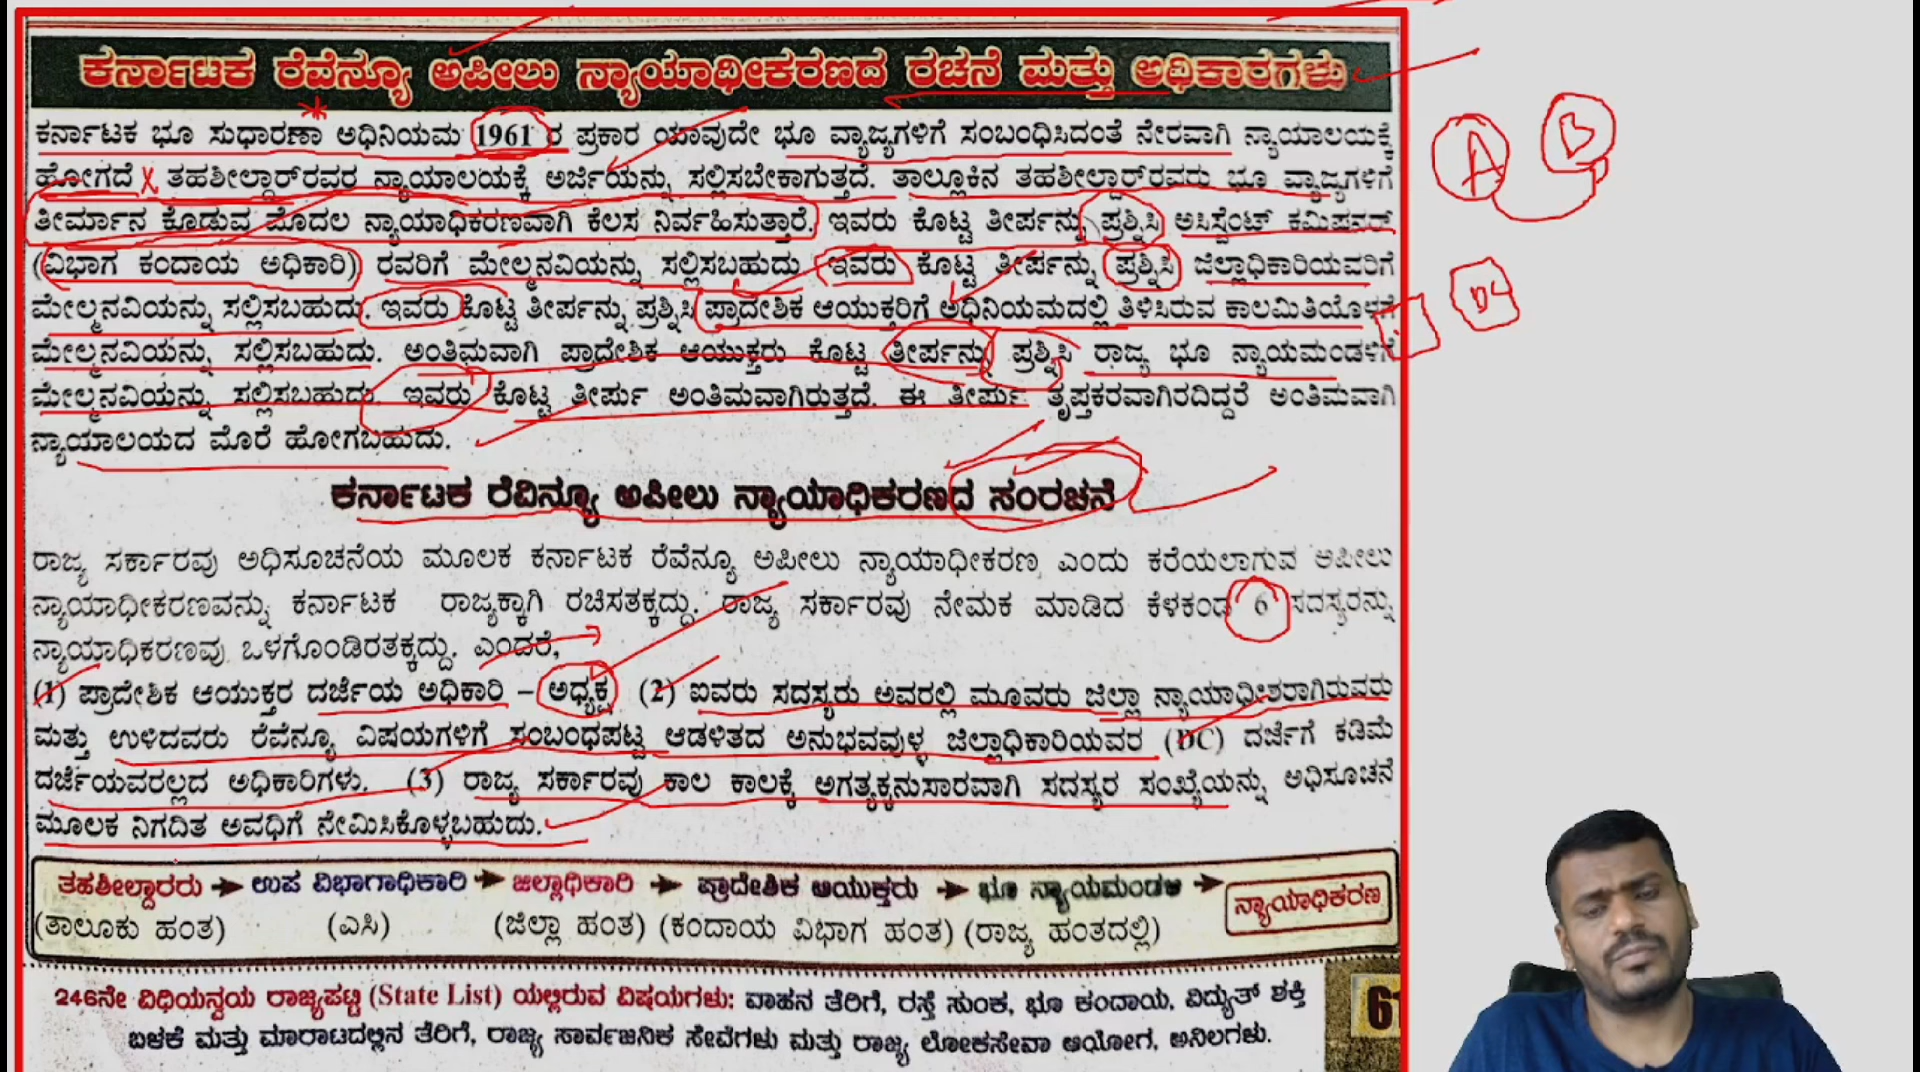 ಕರ್ನಾಟಕ ರೆವೆನ್ಯೂ ಅಪೀಲು ನ್ಯಾಯಾಧೀಕರಣದ ರಚನೆ ಮತ್ತು ಅಧಿಕಾರಗಳು
ಕರ್ನಾಟಕ ಭೂ ಸುಧಾರಣಾ ಅಧಿನಿಯಮ 1961 ರ ಪ್ರಕಾರ ಯಾವುದೇ ಭೂ ವ್ಯಾಜ್ಯಗಳಿಗೆ ಸಂಬಂಧಿಸಿದಂತೆ ನೇರವಾಗಿ ನ್ಯಾಯಾಲಯಕ್ಕೆ
ಹೋಗದೆ ತಹಶೀಲ್ದಾರ್‌ರವರ ನ್ಯಾಯಾಲಯಕ್ಕೆ ಅರ್ಜಿಯನ್ನು ಸಲ್ಲಿಸಬೇಕಾಗುತ್ತದೆ. ತಾಲ್ಲೂಕಿನ ತಹಶೀಲ್ದಾರ್‌ರವರು ಭೂ ವ್ಯಾಜ್ಯಗಳಿಗೆ
ತೀರ್ಮಾನ ಕೊಡುವ ಮೊದಲ ನ್ಯಾಯಾಧಿಕರಣವಾಗಿ ಕೆಲಸ ನಿರ್ವಹಿಸುತ್ತಾರೆ. ಇವರು ಕೊಟ್ಟ ತೀರ್ಪನ್ನು ಪ್ರಶ್ನಿಸಿ ಅಸಿಸ್ಟೆಂಟ್ ಕಮಿಷನರ್
(ವಿಭಾಗ ಕಂದಾಯ ಅಧಿಕಾರಿ) ರವರಿಗೆ ಮೇಲ್ಮನವಿಯನ್ನು ಸಲ್ಲಿಸಬಹುದು ಇವರು ಕೊಟ್ಟ ತೀರ್ಪನ್ನು ಪ್ರಶ್ನಿಸಿ ಜಿಲ್ಲಾಧಿಕಾರಿಯವರಿಗೆ
ಮೇಲ್ಮನವಿಯನ್ನು ಸಲ್ಲಿಸಬಹುದು. ಇವರು ಕೊಟ್ಟ ತೀರ್ಪನ್ನು ಪ್ರಶ್ನಿಸಿ ಪ್ರಾದೇಶಿಕ ಆಯುಕ್ತರಿಗೆ ಅಧಿನಿಯಮದಲ್ಲಿ ತಿಳಿಸಿರುವ ಕಾಲಮಿತಿಯೊಳಗೆ
ಮೇಲ್ಮನವಿಯನ್ನು ಸಲ್ಲಿಸಬಹುದು. ಅಂತಿಮವಾಗಿ ಪ್ರಾದೇಶಿಕ ಆಯುಕ್ತರು ಕೊಟ್ಟ ತೀರ್ಪನ್ನು ಪ್ರಶ್ನಿಸಿ ರಾಜ್ಯ ಭೂ ನ್ಯಾಯಮಂಡಳಿಗೆ
ಮೇಲ್ಮನವಿಯನ್ನು ಸಲ್ಲಿಸಬಹುದು. ಇವರು ಕೊಟ್ಟ ತೀರ್ಪು ಅಂತಿಮವಾಗಿರುತ್ತದೆ. ಈ ತೀರ್ಪು ತೃಪ್ತಕರವಾಗಿರದಿದ್ದರೆ ಅಂತಿಮವಾಗಿ
ನ್ಯಾಯಾಲಯದ ಮೊರೆ ಹೋಗಬಹುದು.
ಕರ್ನಾಟಕ ರೆವಿನ್ಯೂ ಅಪೀಲು ನ್ಯಾಯಾಧಿಕರಣದ ಸಂರಚನೆ
ರಾಜ್ಯ ಸರ್ಕಾರವು ಅಧಿಸೂಚನೆಯ ಮೂಲಕ ಕರ್ನಾಟಕ ರೆವೆನ್ಯೂ ಅಪೀಲು ನ್ಯಾಯಾಧೀಕರಣ ಎಂದು ಕರೆಯಲಾಗುವ ಅಪೀಲು
ನ್ಯಾಯಾಧೀಕರಣವನ್ನು ಕರ್ನಾಟಕ ರಾಜ್ಯಕ್ಕಾಗಿ ರಚಿಸತಕ್ಕದ್ದು. ರಾಜ್ಯ ಸರ್ಕಾರವು ನೇಮಕ ಮಾಡಿದ ಕೆಳಕಂಡ 6 ಸದಸ್ಯರನ್ನು
ನ್ಯಾಯಾಧಿಕರಣವು ಒಳಗೊಂಡಿರತಕ್ಕದ್ದು. ಎಂದರೆ,
(1) ಪ್ರಾದೇಶಿಕ ಆಯುಕ್ತರ ದರ್ಜೆಯ ಅಧಿಕಾರಿ – ಅಧ್ಯಕ್ಷ (2) ಐವರು ಸದಸ್ಯರು ಅವರಲ್ಲಿ ಮೂವರು ಜಿಲ್ಲಾ ನ್ಯಾಯಾಧೀಶರಾಗಿರುವರು
ಮತ್ತು ಉಳಿದವರು ರೆವೆನ್ಯೂ ವಿಷಯಗಳಿಗೆ ಸಂಬಂಧಪಟ್ಟ ಆಡಳಿತದ ಅನುಭವವುಳ್ಳ ಜಿಲ್ಲಾಧಿಕಾರಿಯವರ (DC) ದರ್ಜೆಗೆ ಕಡಿಮೆ
ದರ್ಜೆಯವರಲ್ಲದ ಅಧಿಕಾರಿಗಳು. (3) ರಾಜ್ಯ ಸರ್ಕಾರವು ಕಾಲ ಕಾಲಕ್ಕೆ ಅಗತ್ಯಕ್ಕನುಸಾರವಾಗಿ ಸದಸ್ಯರ ಸಂಖ್ಯೆಯನ್ನು ಅಧಿಸೂಚನೆ
ಮೂಲಕ ನಿಗದಿತ ಅವಧಿಗೆ ನೇಮಿಸಿಕೊಳ್ಳಬಹುದು.
ತಹಶೀಲ್ದಾರರು → ಉಪ ವಿಭಾಗಾಧಿಕಾರಿ → ಜಿಲ್ಲಾಧಿಕಾರಿ → ಪ್ರಾದೇಶಿಕ ಆಯುಕ್ತರು → ಭೂ ನ್ಯಾಯಮಂಡಳಿ → ನ್ಯಾಯಾಧಿಕರಣ
(ತಾಲೂಕು ಹಂತ) (ಎಸಿ) (ಜಿಲ್ಲಾ ಹಂತ) (ಕಂದಾಯ ವಿಭಾಗ ಹಂತ) (ರಾಜ್ಯ ಹಂತದಲ್ಲಿ)
246ನೇ ವಿಧಿಯನ್ವಯ ರಾಜ್ಯಪಟ್ಟಿ (State List) ಯಲ್ಲಿರುವ ವಿಷಯಗಳು: ವಾಹನ ತೆರಿಗೆ, ರಸ್ತೆ ಸುಂಕ, ಭೂ ಕಂದಾಯ, ವಿದ್ಯುತ್ ಶಕ್ತಿ
ಬಳಕೆ ಮತ್ತು ಮಾರಾಟದಲ್ಲಿನ ತೆರಿಗೆ, ರಾಜ್ಯ ಸಾರ್ವಜನಿಕ ಸೇವೆಗಳು ಮತ್ತು ರಾಜ್ಯ ಲೋಕಸೇವಾ ಆಯೋಗ, ಅನಿಲಗಳು.
A B
DC